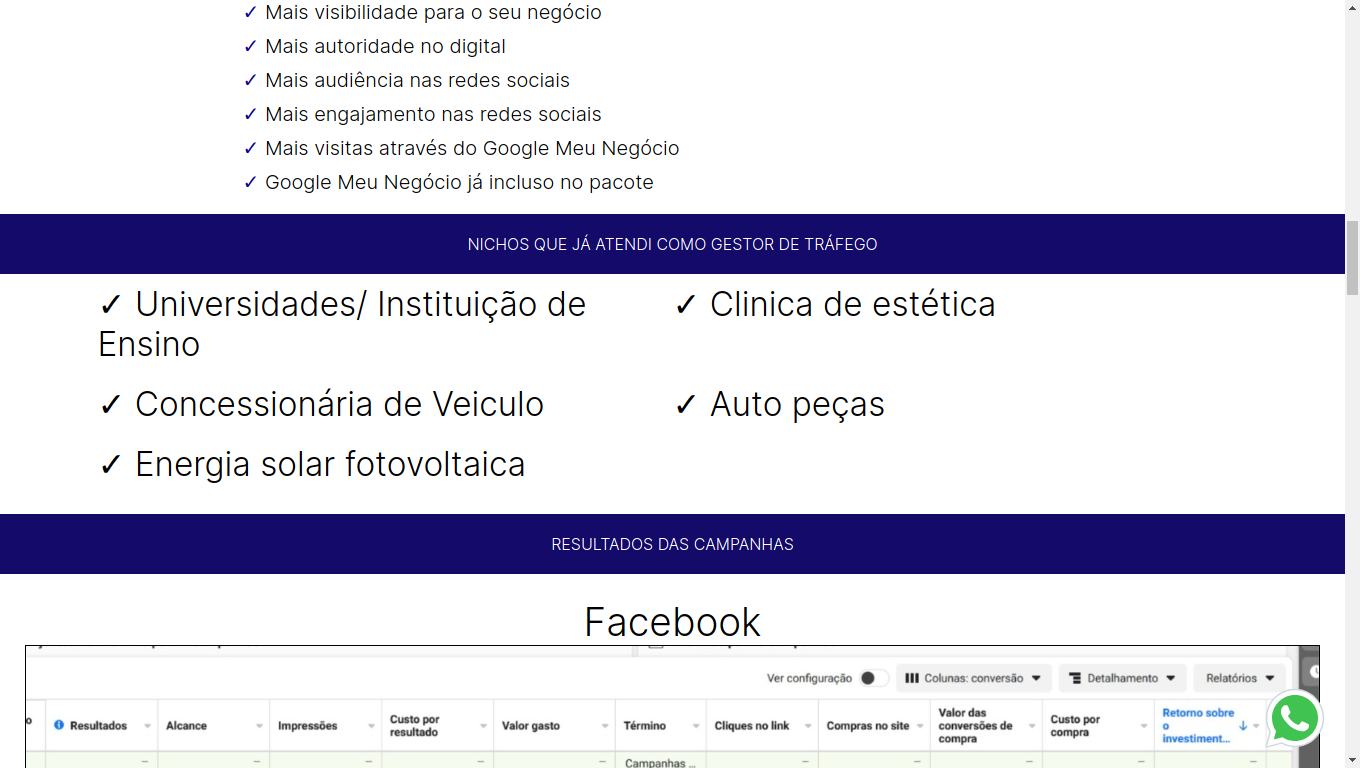 ✓ Mais visibilidade para o seu negócio
✓ Mais autoridade no digital
✓ Mais audiência nas redes sociais
✓ Mais engajamento nas redes sociais
✓ Mais visitas através do Google Meu Negócio
✓ Google Meu Negócio já incluso no pacote
NICHOS QUE JÁ ATENDI COMO GESTOR DE TRÁFEGO
✓ Universidades/ Instituição de
Ensino
✓ Clinica de estética
✓ Concessionária de Veiculo
✓ Auto peças
✓ Energia solar fotovoltaica
RESULTADOS DAS CAMPANHAS
Facebook
Ver configuração
Colunas: conversão
Detalhamento
Relatórios
o
Resultados
Alcance
Impressões
Custo por
resultado
Valor gasto
Término
Cliques no link
Compras no site
Valor das
conversões de
compra
Custo por
compra
Retorno sobre
o
investiment...
Campanhas ...